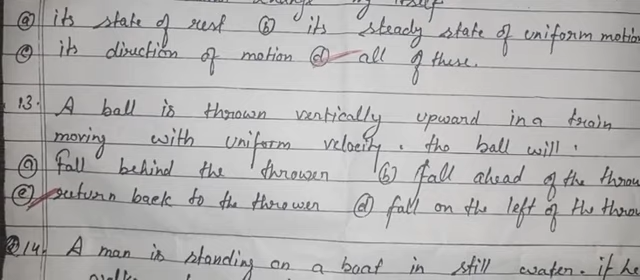 by itself
(a) its state of rest (b) its steady state of uniform motion
(c) its direction of motion (d) all of these.
13. A ball is thrown vertically upward in a train
moving with uniform velocity. the ball will.
(a) fall behind the thrower (b) fall ahead of the
(c) return back to the thrower (d) fall on the left of the
14. A man is standing on a boat in still water. if